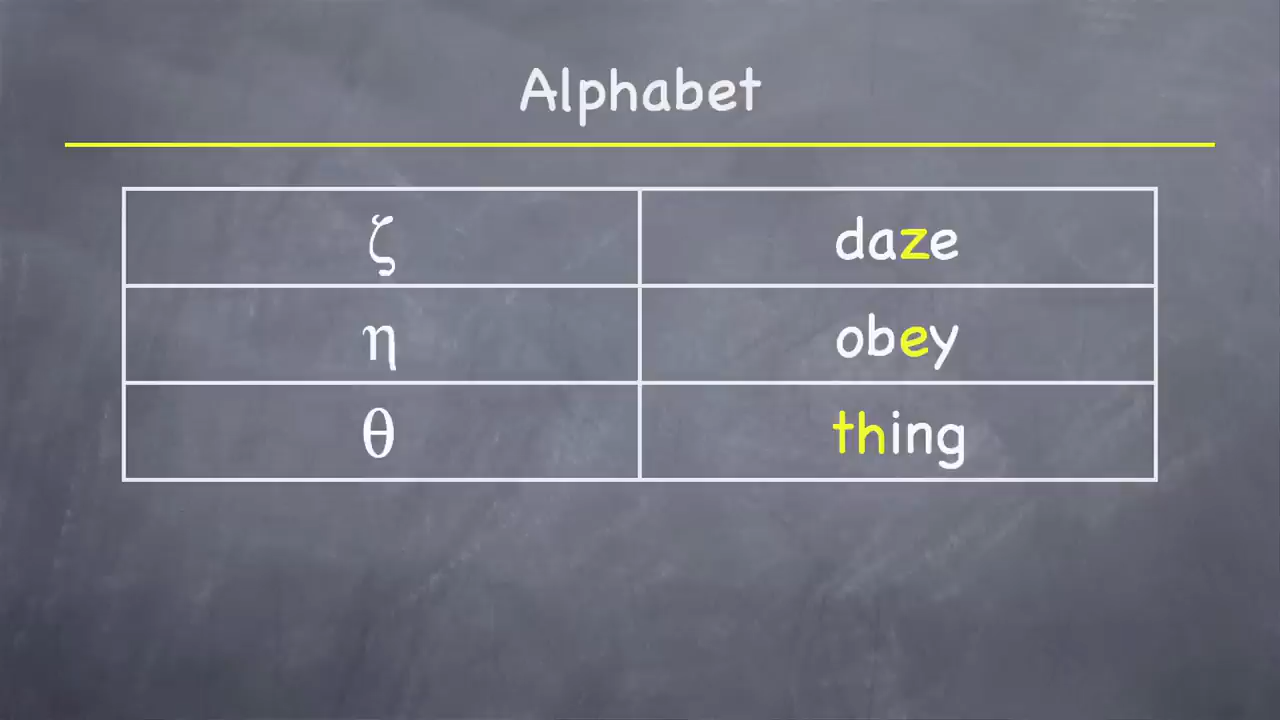 Alphabet
ζ daze
η obey
θ thing